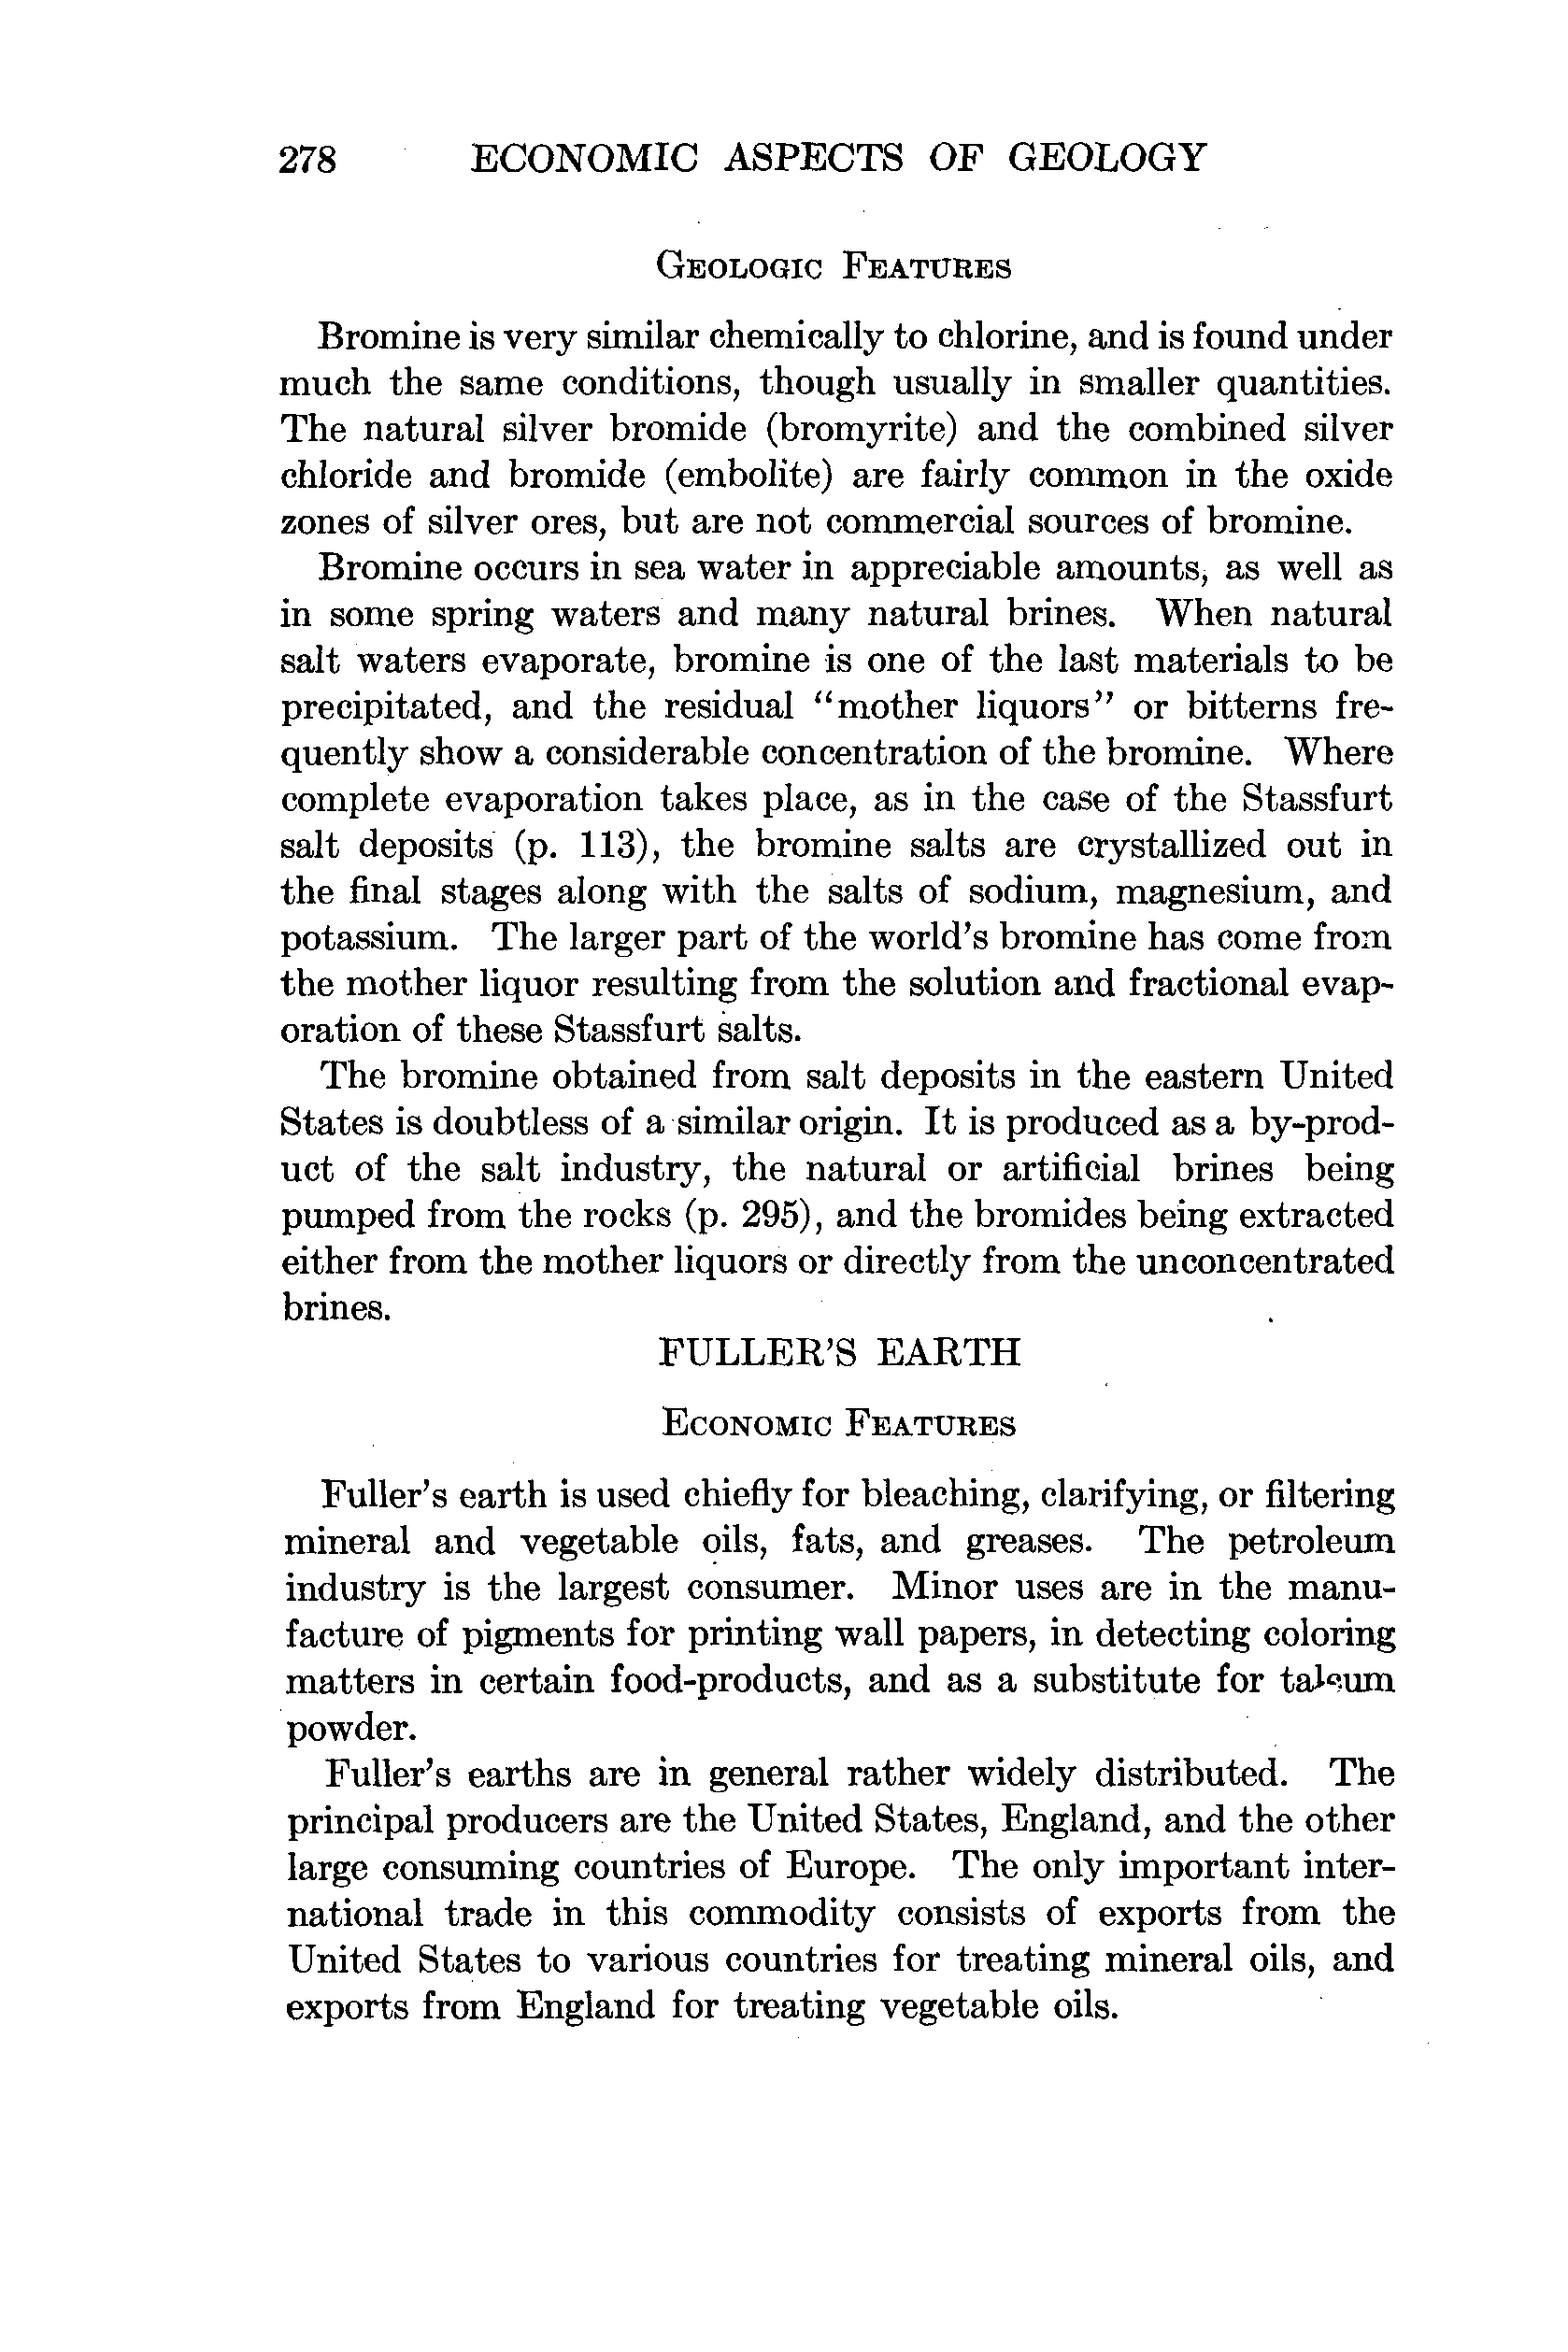 278 ECONOMIC ASPECTS OF GEOLOGY
GEOLOGIC FEATURES
Bromine is very similar chemically to chlorine, and is found under
much the same conditions, though usually in smaller quantities.
The natural silver bromide (bromyrite) and the combined silver
chloride and bromide (embolite) are fairly common in the oxide
zones of silver ores, but are not commercial sources of bromine.
Bromine occurs in sea water in appreciable amounts, as well as
in some spring waters and many natural brines. When natural
salt waters evaporate, bromine is one of the last materials to be
precipitated, and the residual “mother liquors” or bitterns fre-
quently show a considerable concentration of the bromine. Where
complete evaporation takes place, as in the case of the Stassfurt
salt deposits (p. 113), the bromine salts are crystallized out in
the final stages along with the salts of sodium, magnesium, and
potassium. The larger part of the world’s bromine has come from
the mother liquor resulting from the solution and fractional evap-
oration of these Stassfurt salts.
The bromine obtained from salt deposits in the eastern United
States is doubtless of a similar origin. It is produced as a by-prod-
uct of the salt industry, the natural or artificial brines being
pumped from the rocks (p. 295), and the bromides being extracted
either from the mother liquors or directly from the unconcentrated
brines.
FULLER’S EARTH
ECONOMIC FEATURES
Fuller’s earth is used chiefly for bleaching, clarifying, or filtering
mineral and vegetable oils, fats, and greases. The petroleum
industry is the largest consumer. Minor uses are in the manu-
facture of pigments for printing wall papers, in detecting coloring
matters in certain food-products, and as a substitute for talcum
powder.
Fuller’s earths are in general rather widely distributed. The
principal producers are the United States, England, and the other
large consuming countries of Europe. The only important inter-
national trade in this commodity consists of exports from the
United States to various countries for treating mineral oils, and
exports from England for treating vegetable oils.